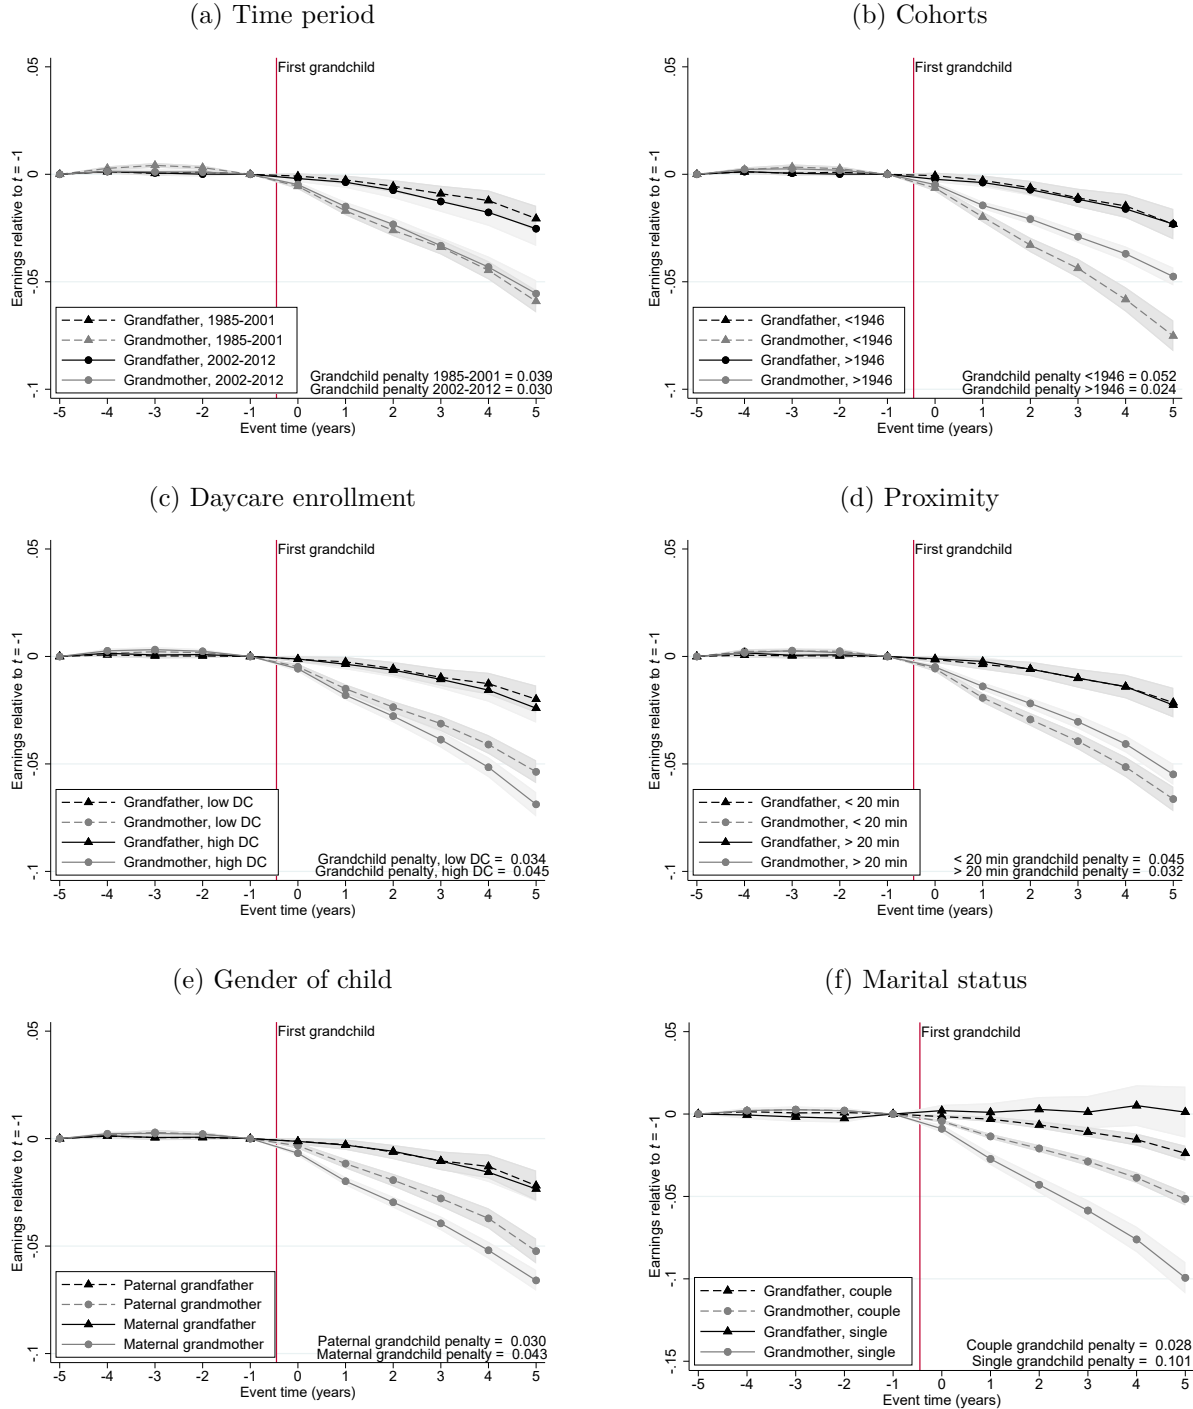 (a) Time period
.05
0
-.05
-.1
Earnings relative to t = -1
First grandchild
Grandfather, 1985-2001
Grandmother, 1985-2001
Grandfather, 2002-2012
Grandmother, 2002-2012
Grandchild penalty 1985-2001 = 0.039
Grandchild penalty 2002-2012 = 0.030
-5 -4 -3 -2 -1 0 1 2 3 4 5
Event time (years)
(b) Cohorts
.05
0
-.05
-.1
Earnings relative to t = -1
First grandchild
Grandfather, <1946
Grandmother, <1946
Grandfather, >1946
Grandmother, >1946
Grandchild penalty <1946 = 0.052
Grandchild penalty >1946 = 0.024
-5 -4 -3 -2 -1 0 1 2 3 4 5
Event time (years)
(c) Daycare enrollment
.05
0
-.05
-.1
Earnings relative to t = -1
First grandchild
Grandfather, low DC
Grandmother, low DC
Grandfather, high DC
Grandmother, high DC
Grandchild penalty, low DC = 0.034
Grandchild penalty, high DC = 0.045
-5 -4 -3 -2 -1 0 1 2 3 4 5
Event time (years)
(d) Proximity
.05
0
-.05
-.1
Earnings relative to t = -1
First grandchild
Grandfather, < 20 min
Grandmother, < 20 min
Grandfather, > 20 min
Grandmother, > 20 min
< 20 min grandchild penalty = 0.045
> 20 min grandchild penalty = 0.032
-5 -4 -3 -2 -1 0 1 2 3 4 5
Event time (years)
(e) Gender of child
.05
0
-.05
-.1
Earnings relative to t = -1
First grandchild
Paternal grandfather
Paternal grandmother
Maternal grandfather
Maternal grandmother
Paternal grandchild penalty = 0.030
Maternal grandchild penalty = 0.043
-5 -4 -3 -2 -1 0 1 2 3 4 5
Event time (years)
(f) Marital status
.05
0
-.05
-.1
-.15
Earnings relative to t = -1
First grandchild
Grandfather, couple
Grandmother, couple
Grandfather, single
Grandmother, single
Couple grandchild penalty = 0.028
Single grandchild penalty = 0.101
-5 -4 -3 -2 -1 0 1 2 3 4 5
Event time (years)